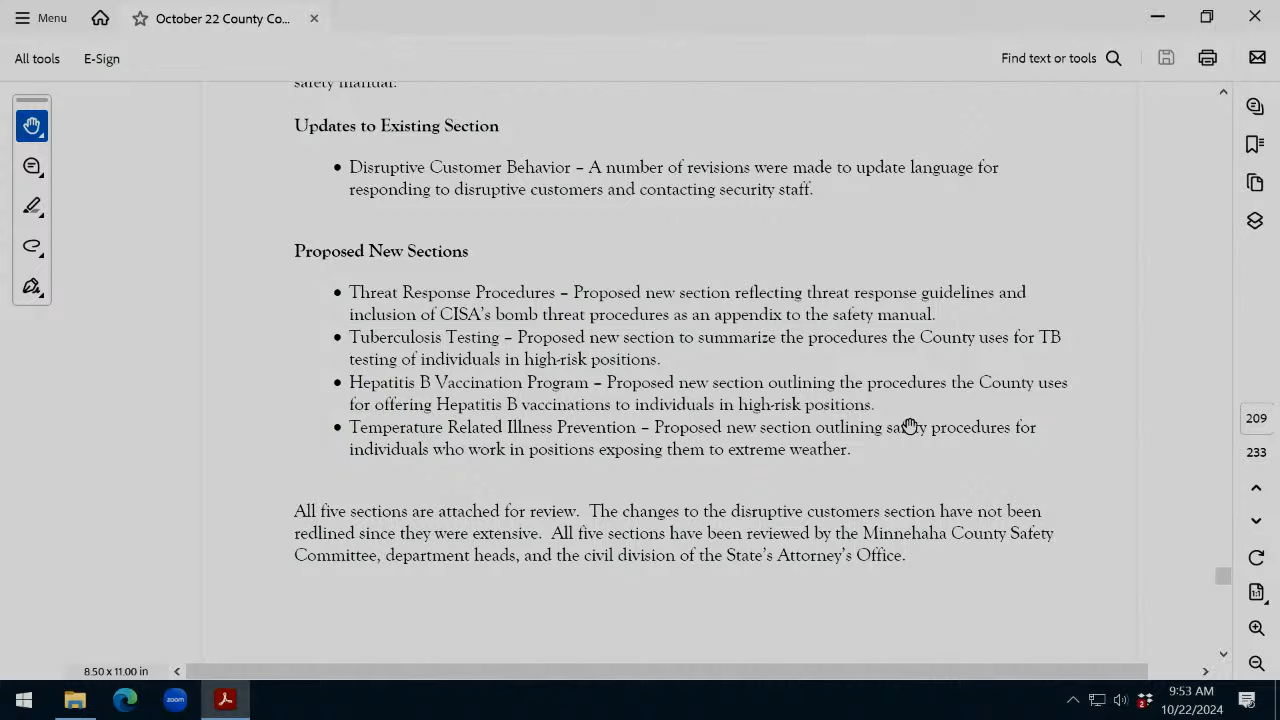 Menu
October 22 County Co...
All tools
E-Sign
Find text or tools
safety manual:
Updates to Existing Section
Disruptive Customer Behavior – A number of revisions were made to update language for
responding to disruptive customers and contacting security staff.
Proposed New Sections
Threat Response Procedures – Proposed new section reflecting threat response guidelines and
inclusion of CISA's bomb threat procedures as an appendix to the safety manual.
Tuberculosis Testing – Proposed new section to summarize the procedures the County uses for TB
testing of individuals in high-risk positions.
Hepatitis B Vaccination Program – Proposed new section outlining the procedures the County uses
for offering Hepatitis B vaccinations to individuals in high-risk positions.
Temperature Related Illness Prevention – Proposed new section outlining safety procedures for
individuals who work in positions exposing them to extreme weather.
All five sections are attached for review. The changes to the disruptive customers section have not been
redlined since they were extensive. All five sections have been reviewed by the Minnehaha County Safety
Committee, department heads, and the civil division of the State's Attorney's Office.
209
233
1:1
8.50 x 11.00 in
zoom
2
9:53 AM
10/22/2024